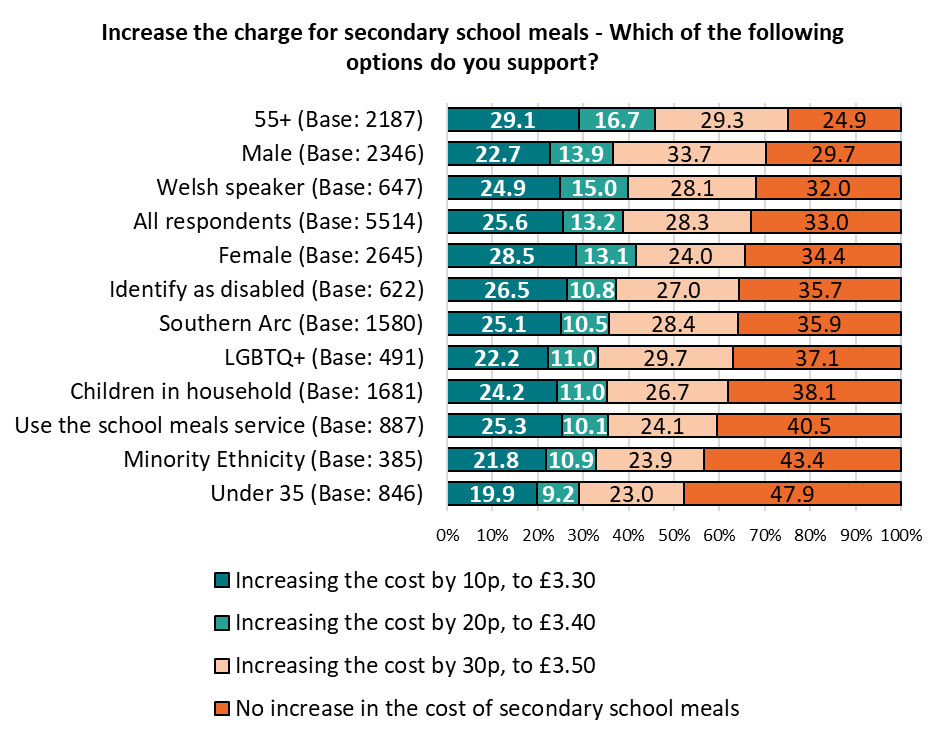 Increase the charge for secondary school meals - Which of the following
options do you support?
55+ (Base: 2187) 29.1 16.7 29.3 24.9
Male (Base: 2346) 22.7 13.9 33.7 29.7
Welsh speaker (Base: 647) 24.9 15.0 28.1 32.0
All respondents (Base: 5514) 25.6 13.2 28.3 33.0
Female (Base: 2645) 28.5 13.1 24.0 34.4
Identify as disabled (Base: 622) 26.5 10.8 27.0 35.7
Southern Arc (Base: 1580) 25.1 10.5 28.4 35.9
LGBTQ+ (Base: 491) 22.2 11.0 29.7 37.1
Children in household (Base: 1681) 24.2 11.0 26.7 38.1
Use the school meals service (Base: 887) 25.3 10.1 24.1 40.5
Minority Ethnicity (Base: 385) 21.8 10.9 23.9 43.4
Under 35 (Base: 846) 19.9 9.2 23.0 47.9
0% 10% 20% 30% 40% 50% 60% 70% 80% 90% 100%
Increasing the cost by 10p, to £3.30
Increasing the cost by 20p, to £3.40
Increasing the cost by 30p, to £3.50
No increase in the cost of secondary school meals